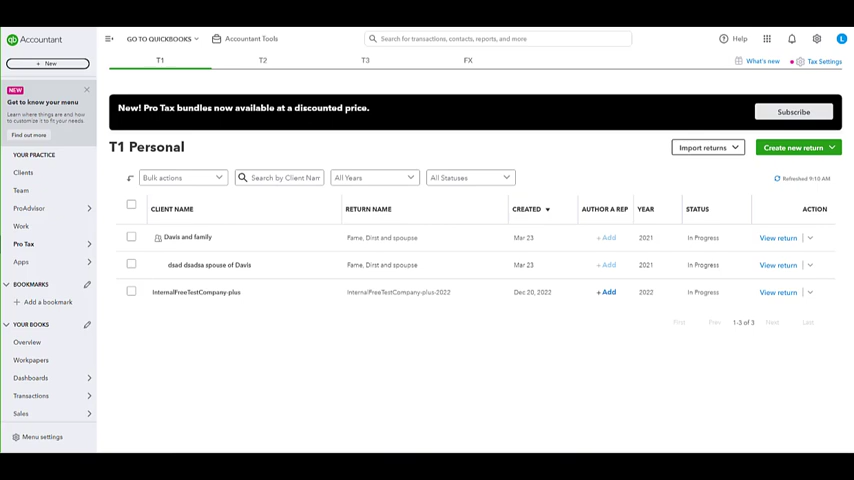 qb Accountant
GO TO QUICKBOOKS
Accountant Tools
Search for transactions, contacts, reports, and more
Help
L
+ New
T1
T2
T3
FX
What's new
Tax Settings
NEW
Get to know your menu
Learn where things are and how
to customize it to fit your needs.
Find out more
New! Pro Tax bundles now available at a discounted price.
Subscribe
YOUR PRACTICE
Clients
Team
ProAdvisor
Work
Pro Tax
Apps
BOOKMARKS
+ Add a bookmark
YOUR BOOKS
Overview
Workpapers
Dashboards
Transactions
Sales
Menu settings
T1 Personal
Import returns
Create new return
Bulk actions
Search by Client Nam
All Years
All Statuses
Refreshed 9:10 AM
CLIENT NAME
RETURN NAME
CREATED
AUTHOR A REP
YEAR
STATUS
ACTION
Davis and family
Fame, Dirst and spoupse
Mar 23
+ Add
2021
In Progress
View return
dsad dsadsa spouse of Davis
Fame, Dirst and spoupse
Mar 23
+ Add
2021
In Progress
View return
InternalFreeTestCompany-plus
InternalFreeTestCompany-plus-2022
Dec 20, 2022
+ Add
2022
In Progress
View return
First
Prev
1-3 of 3
Next
Last